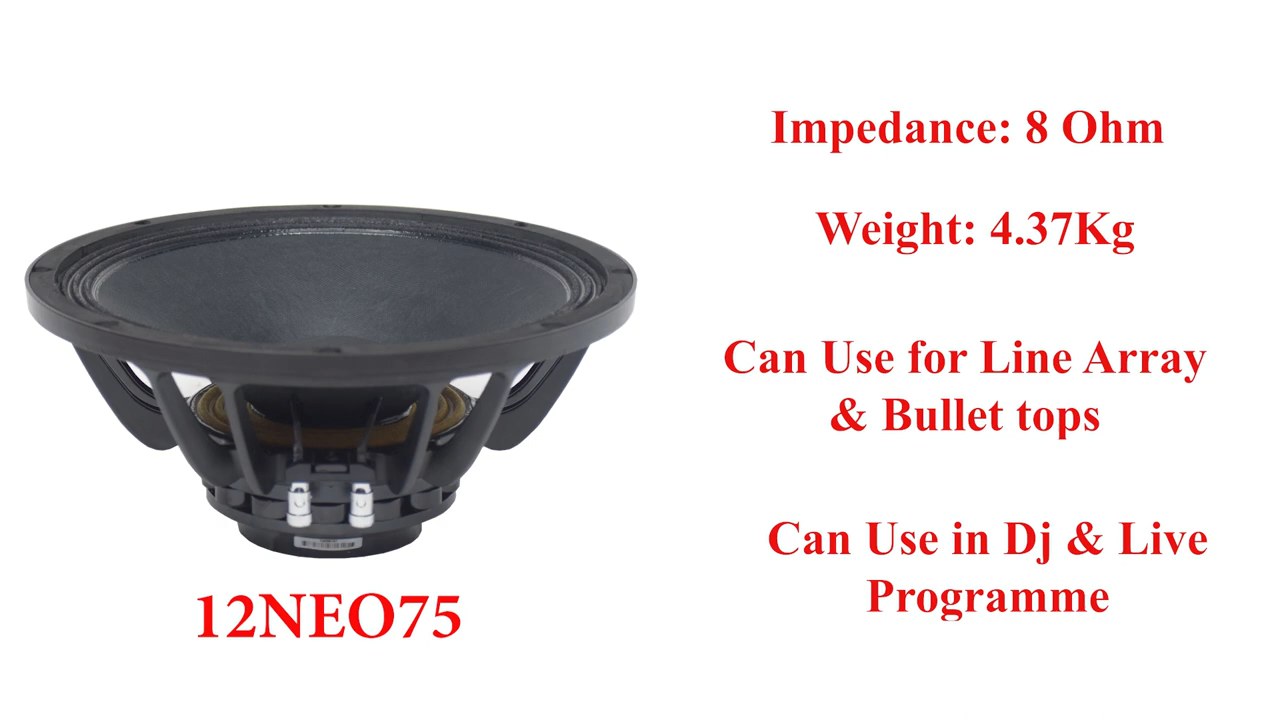 Impedance: 8 Ohm
Weight: 4.37Kg
Can Use for Line Array
& Bullet tops
Can Use in Dj & Live
Programme
12NEO75